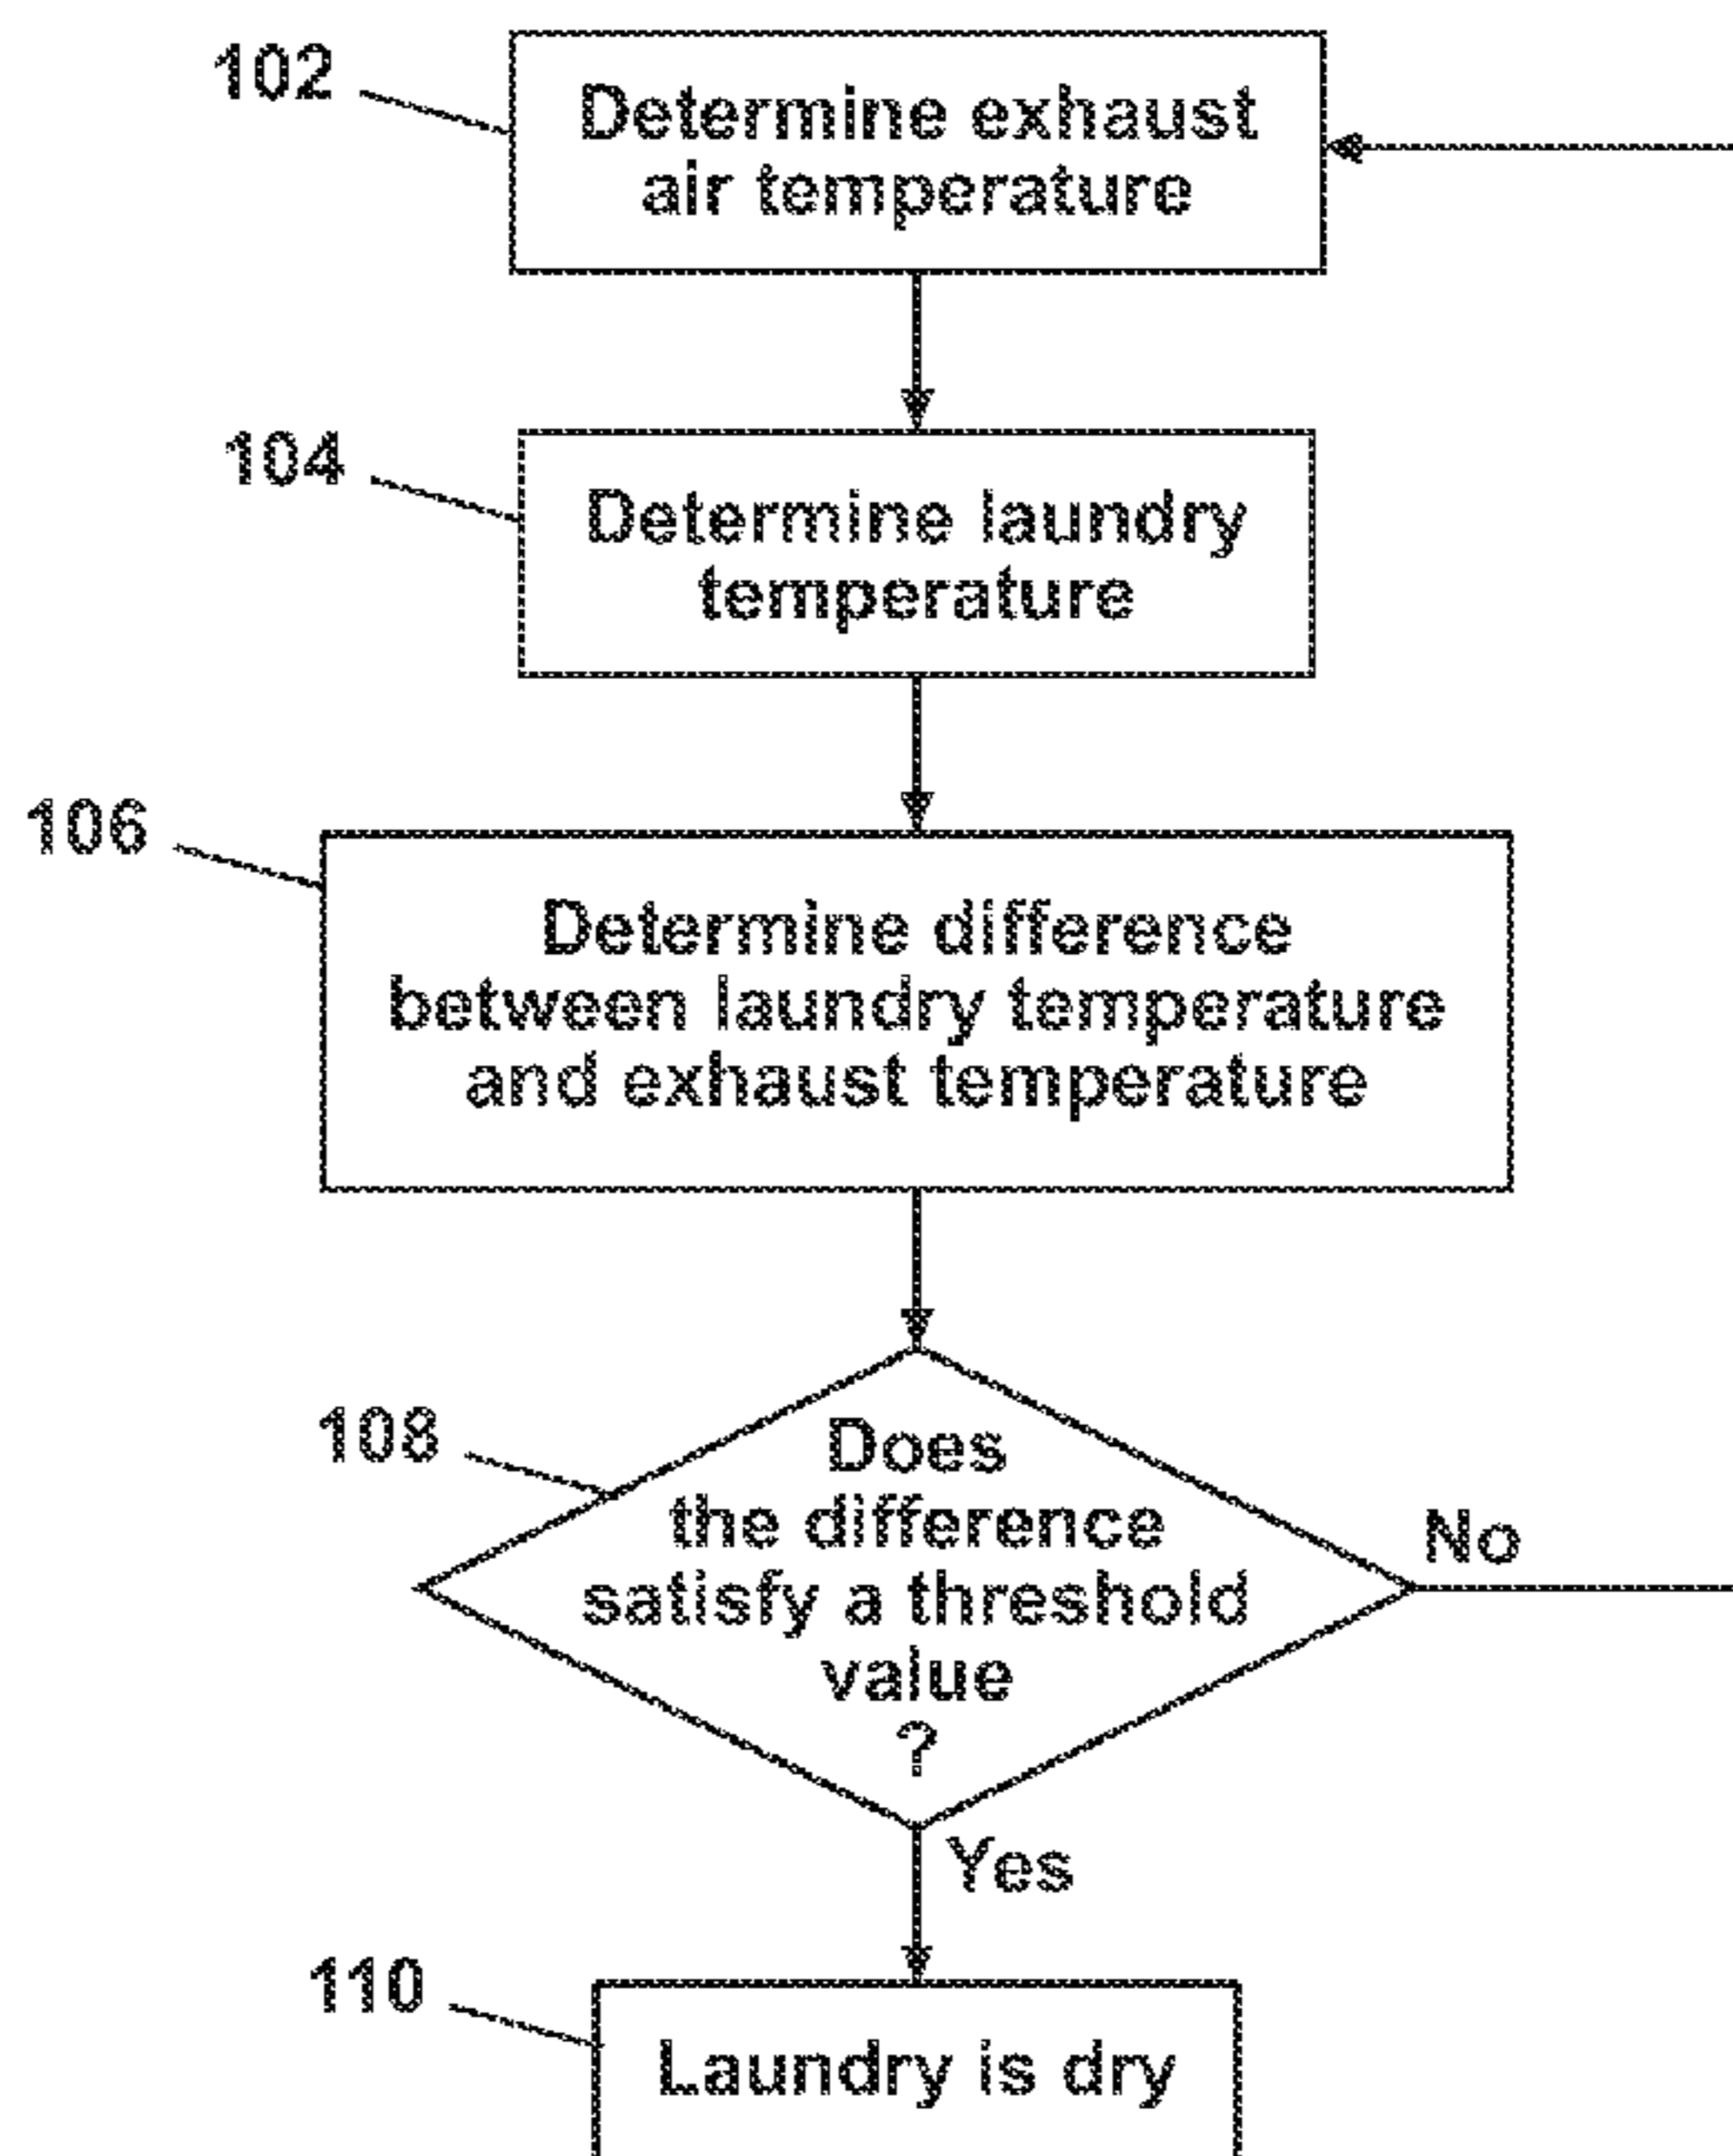 102
Determine exhaust
air temperature
104
Determine laundry
temperature
106
Determine difference
between laundry temperature
and exhaust temperature
108
Does
the difference
satisfy a threshold
value
?
No
Yes
110
Laundry is dry